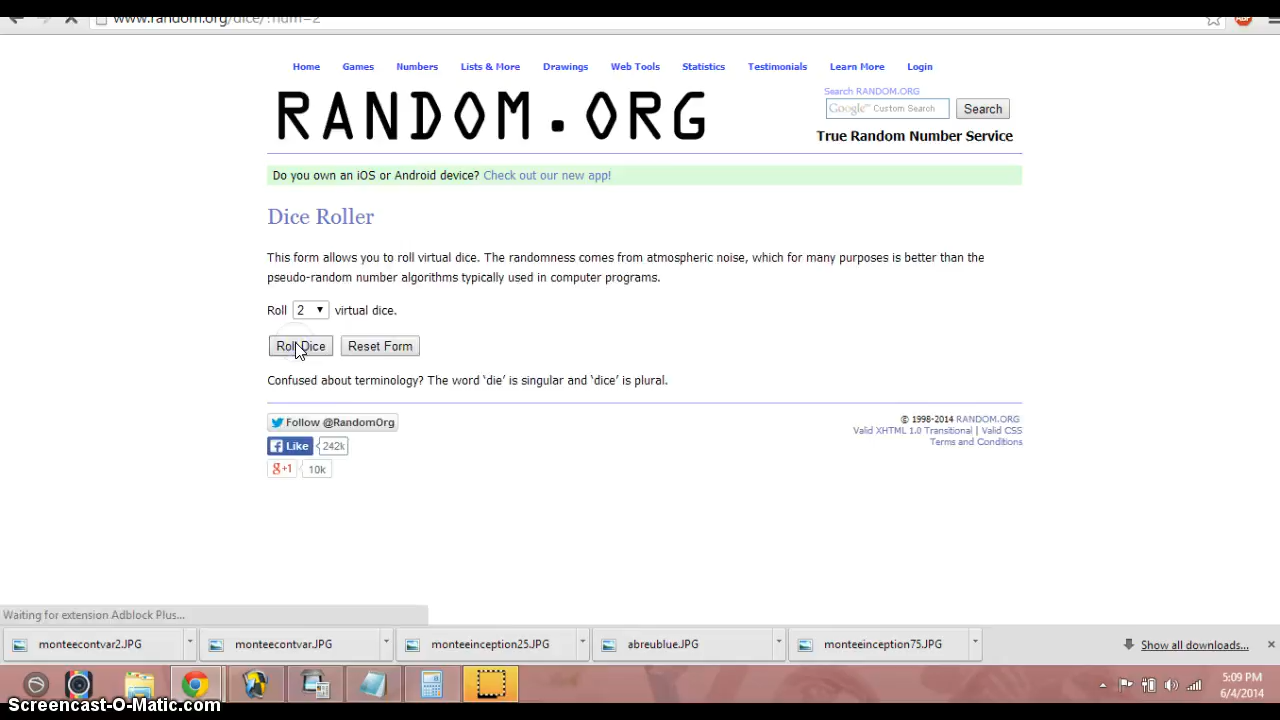 www.random.org/dice/?num=2
Home Games Numbers Lists & More Drawings Web Tools Statistics Testimonials Learn More Login
RANDOM.ORG
Search RANDOM.ORG
Google™ Custom Search Search
True Random Number Service
Do you own an iOS or Android device? Check out our new app!
Dice Roller
This form allows you to roll virtual dice. The randomness comes from atmospheric noise, which for many purposes is better than the
pseudo-random number algorithms typically used in computer programs.
Roll 2 virtual dice.
Roll Dice Reset Form
Confused about terminology? The word ‘die’ is singular and ‘dice’ is plural.
Follow @RandomOrg
Like 242k
g+1 10k
© 1998-2014 RANDOM.ORG
Valid XHTML 1.0 Transitional | Valid CSS
Terms and Conditions
Waiting for extension Adblock Plus...
monteecontvar2.JPG monteecontvar.JPG monteeinception25.JPG abreublue.JPG monteeinception75.JPG Show all downloads...
5:09 PM
6/4/2014
Screencast-O-Matic.com